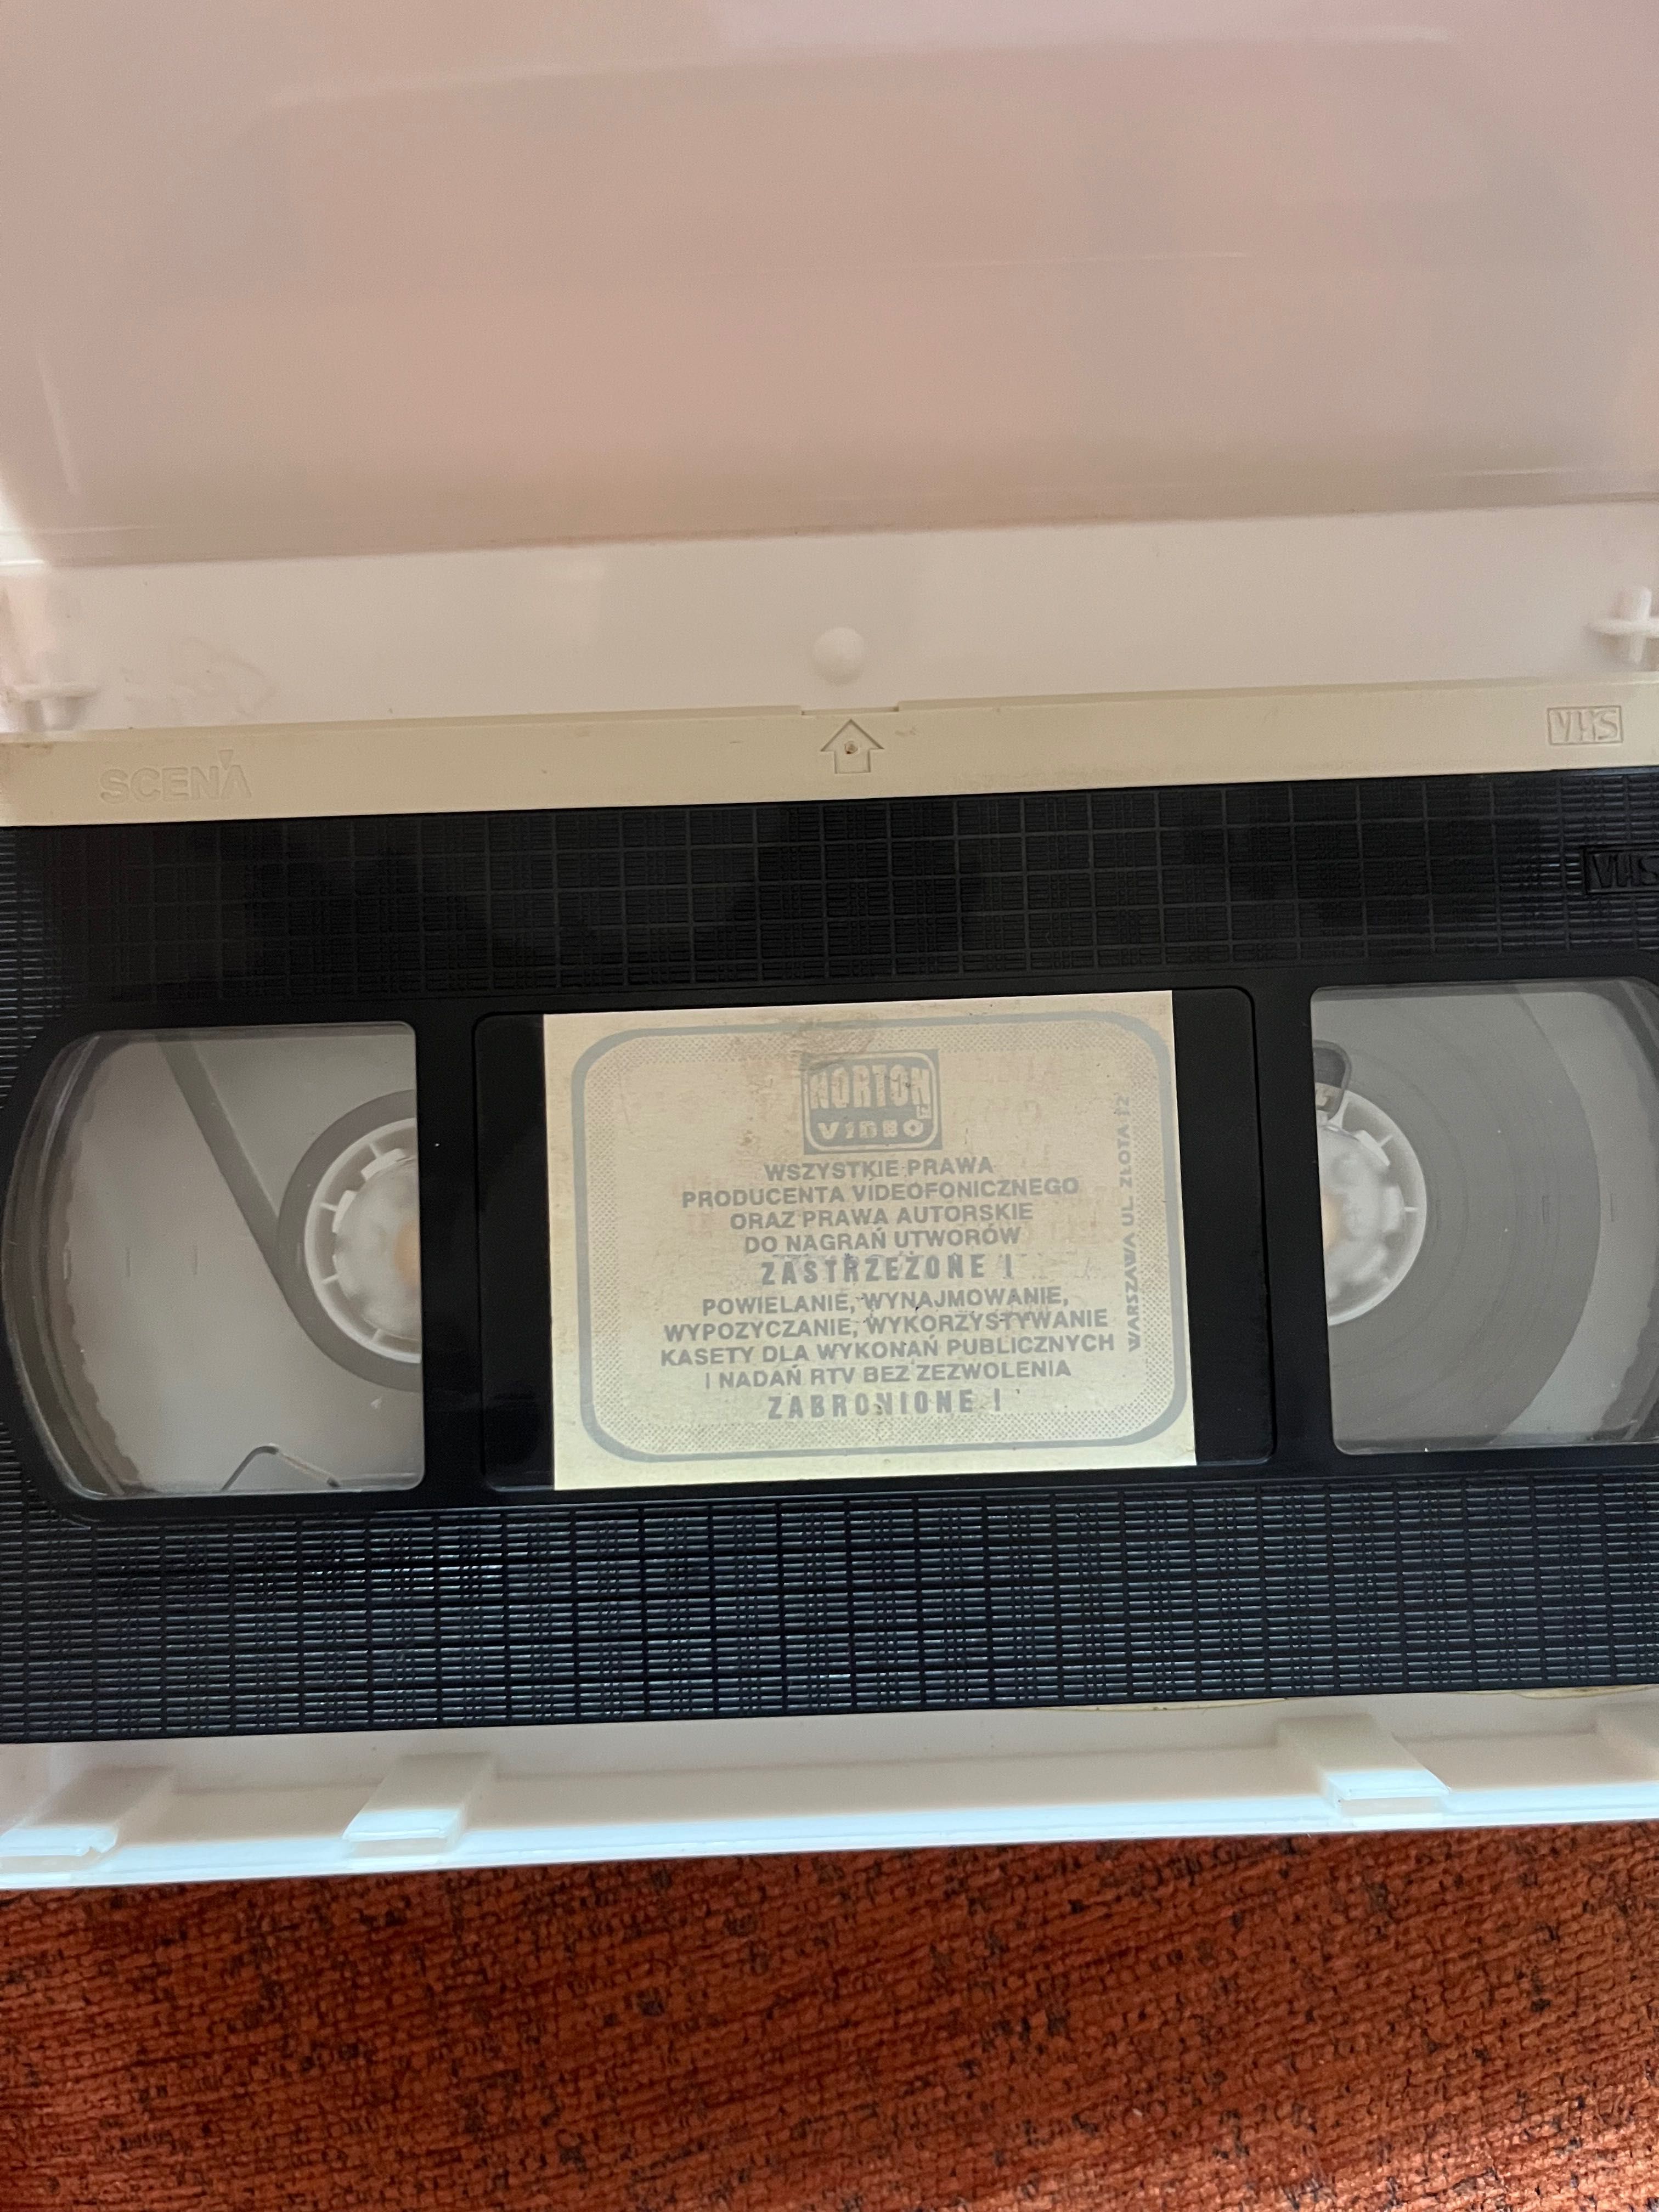 SCENA
VHS
VHS
NORTON
VIDEO
WSZYSTKIE PRAWA
PRODUCENTA VIDEOFONICZNEGO
ORAZ PRAWA AUTORSKIE
DO NAGRAŃ UTWORÓW
ZASTRZEŻONE !
POWIELANIE, WYNAJMOWANIE,
WYPOZYCZANIE, WYKORZYSTYWANIE
KASETY DLA WYKONAŃ PUBLICZNYCH
I NADAŃ RTV BEZ ZEZWOLENIA
ZABRONIONE !
WARSZAWA UL. ZŁOTA 12